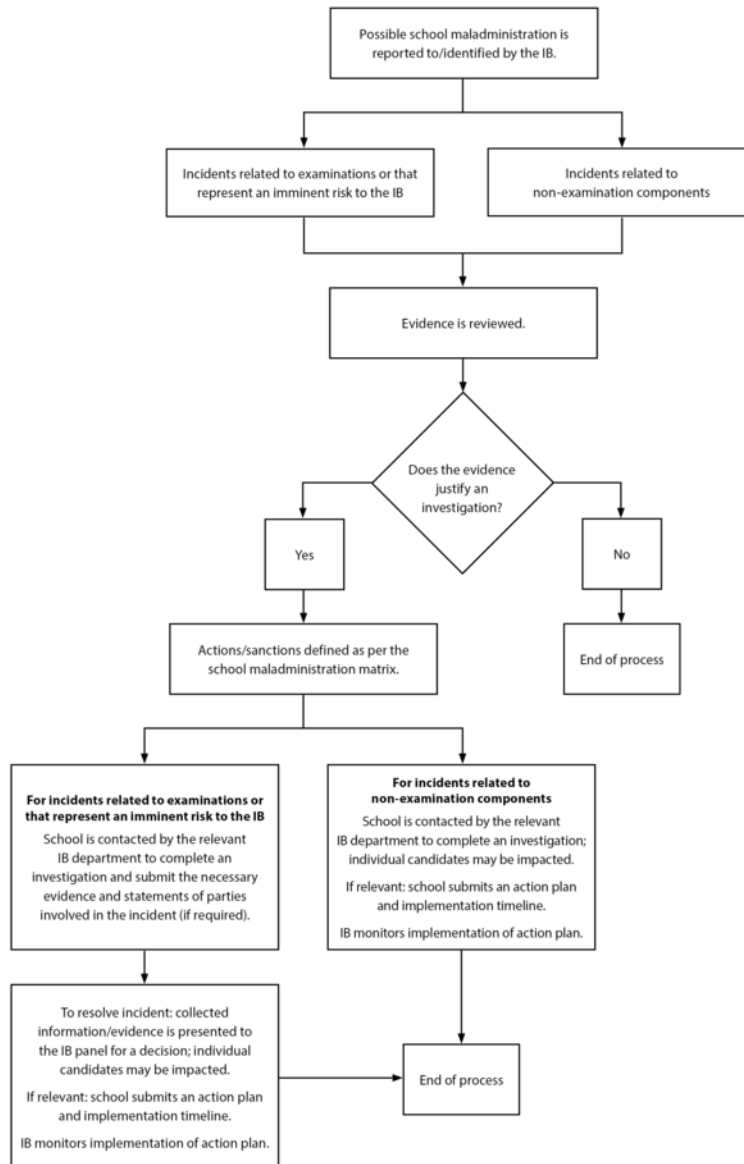 Possible school maladministration is
reported to/identified by the IB.
Incidents related to examinations or that
represent an imminent risk to the IB
Incidents related to
non-examination components
Evidence is reviewed.
Does the evidence
justify an
investigation?
Yes
No
Actions/sanctions defined as per the
school maladministration matrix.
End of process
For incidents related to examinations or
that represent an imminent risk to the IB
School is contacted by the relevant
IB department to complete an
investigation and submit the necessary
evidence and statements of parties
involved in the incident (if required).
For incidents related to
non-examination components
School is contacted by the relevant
IB department to complete an investigation;
individual candidates may be impacted.
If relevant: school submits an action plan
and implementation timeline.
IB monitors implementation of action plan.
To resolve incident: collected
information/evidence is presented to
the IB panel for a decision; individual
candidates may be impacted.
If relevant: school submits an action plan
and implementation timeline.
IB monitors implementation of action plan.
End of process